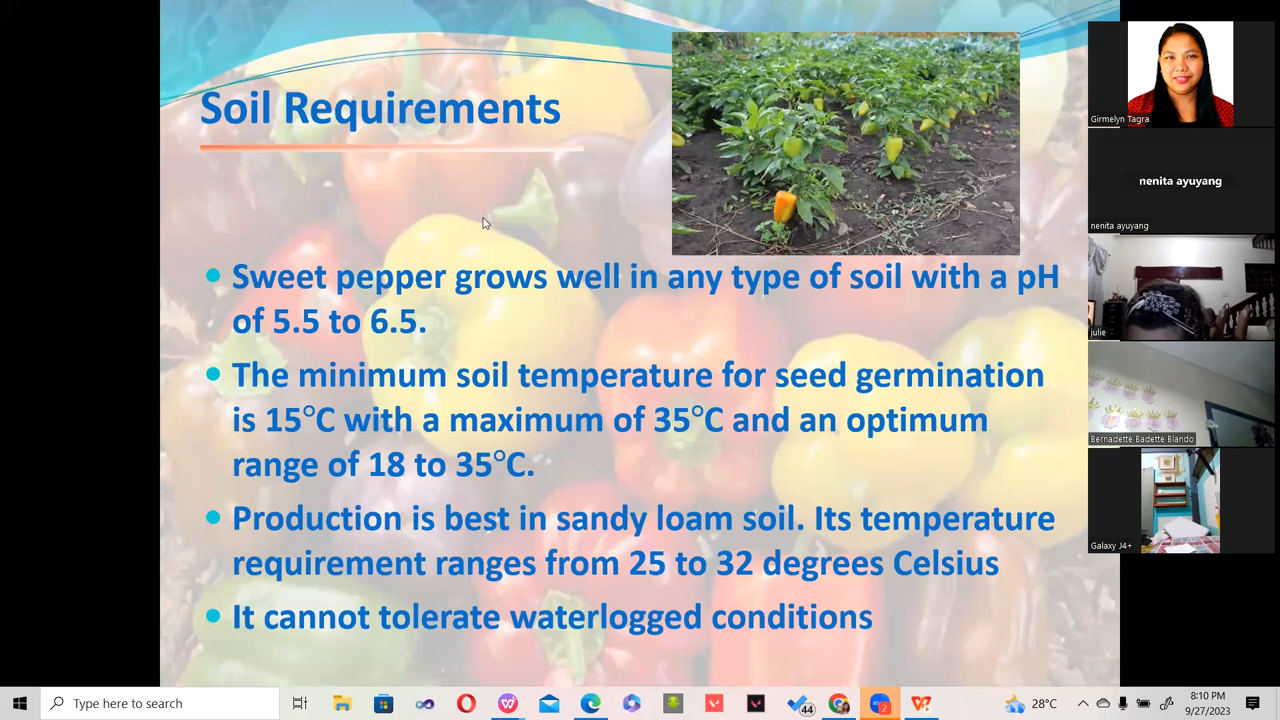 Soil Requirements
Sweet pepper grows well in any type of soil with a pH
of 5.5 to 6.5.
The minimum soil temperature for seed germination
is 15°C with a maximum of 35°C and an optimum
range of 18 to 35°C.
Production is best in sandy loam soil. Its temperature
requirement ranges from 25 to 32 degrees Celsius
It cannot tolerate waterlogged conditions
Girmelyn Tagra
nenita ayuyang
nenita ayuyang
julie
Bernadette Badette Blando
Galaxy J4+
Type here to search
44
2
28°C
8:10 PM
9/27/2023